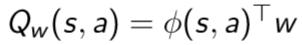 Q_w(s, a) = ϕ(s, a)^⊤ w